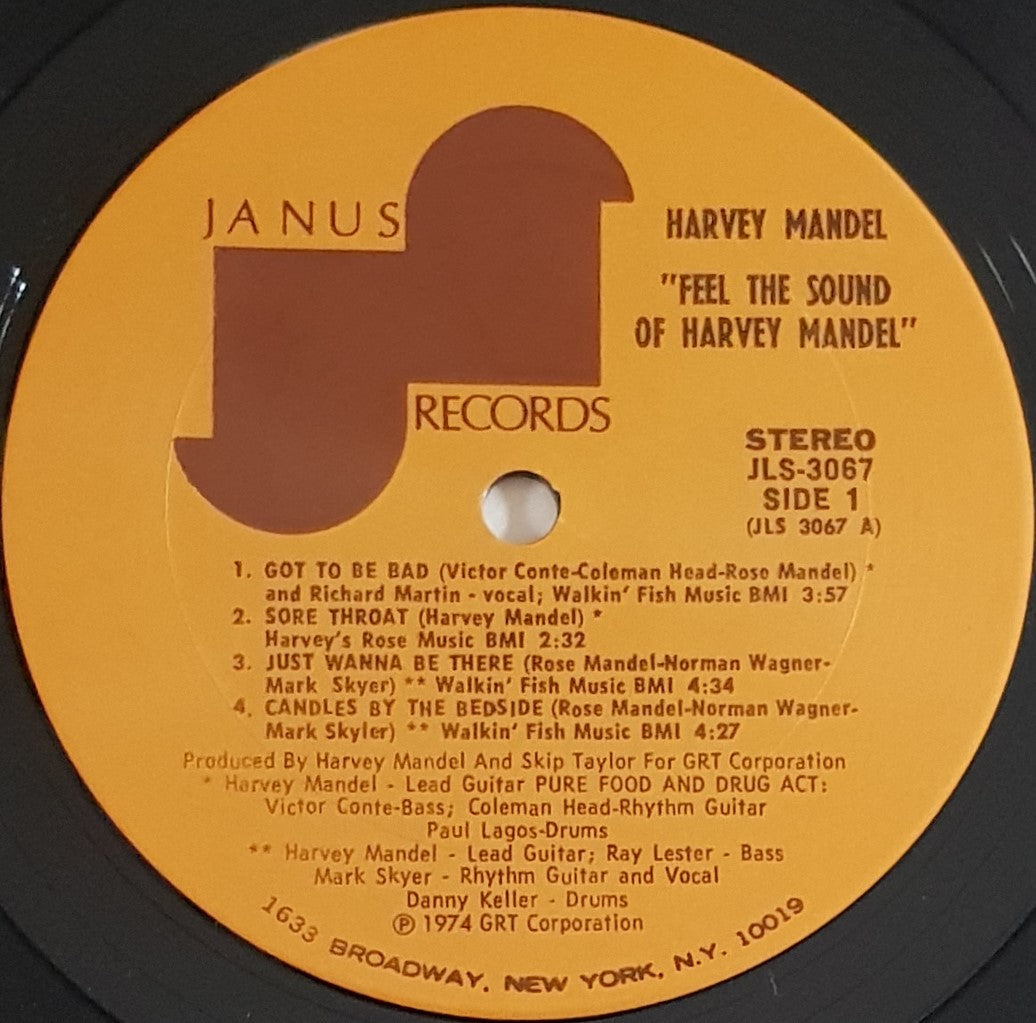 JANUS
RECORDS
HARVEY MANDEL
"FEEL THE SOUND
OF HARVEY MANDEL"
STEREO
JLS-3067
SIDE 1
(JLS 3067 A)
1. GOT TO BE BAD (Victor Conte-Coleman Head-Rose Mandel) *
and Richard Martin - vocal; Walkin' Fish Music BMI 3:57
2. SORE THROAT (Harvey Mandel) *
Harvey's Rose Music BMI 2:32
3. JUST WANNA BE THERE (Rose Mandel-Norman Wagner-
Mark Skyer) ** Walkin' Fish Music BMI 4:34
4. CANDLES BY THE BEDSIDE (Rose Mandel-Norman Wagner-
Mark Skyler) ** Walkin' Fish Music BMI 4:27
Produced By Harvey Mandel And Skip Taylor For GRT Corporation
* Harvey Mandel - Lead Guitar PURE FOOD AND DRUG ACT:
Victor Conte-Bass; Coleman Head-Rhythm Guitar
Paul Lagos-Drums
** Harvey Mandel - Lead Guitar; Ray Lester - Bass
Mark Skyer - Rhythm Guitar and Vocal
Danny Keller - Drums
℗ 1974 GRT Corporation
1633 BROADWAY, NEW YORK, N.Y. 10019